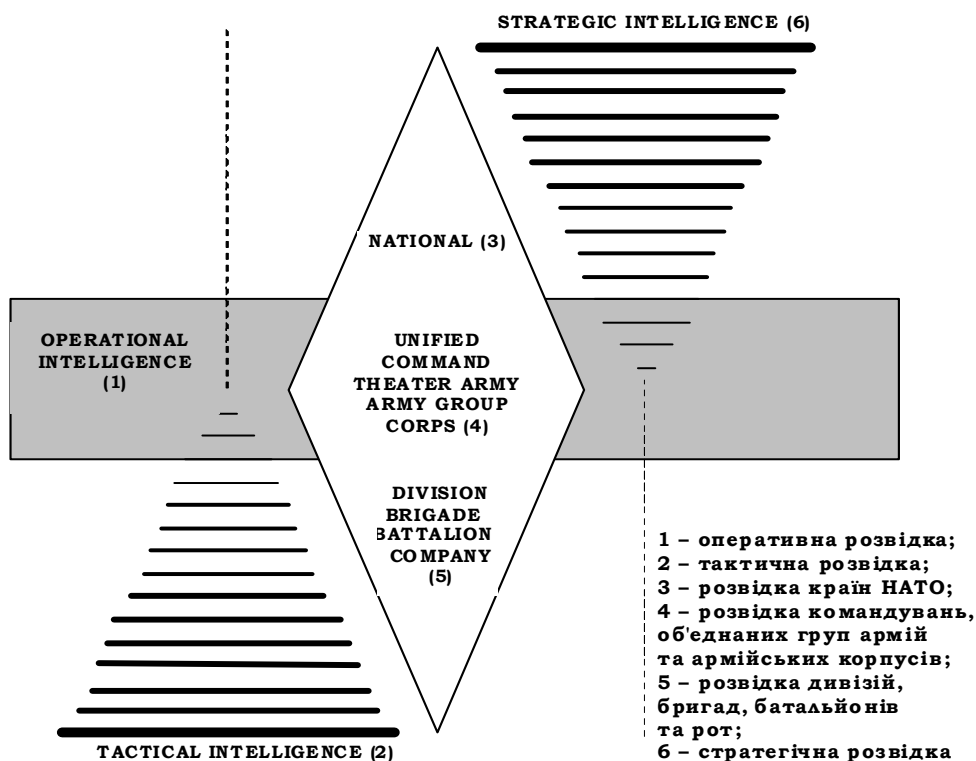 STRATEGIC INTELLIGENCE (6)
NATIONAL (3)
OPERATIONAL
INTELLIGENCE
(1)
UNIFIED
COMMAND
THEATER ARMY
ARMY GROUP
CORPS (4)
DIVISION
BRIGADE
BATTALION
COMPANY
(5)
TACTICAL INTELLIGENCE (2)
1 – оперативна розвідка;
2 – тактична розвідка;
3 – розвідка країн НАТО;
4 – розвідка командувань,
об'єднаних груп армій
та армійських корпусів;
5 – розвідка дивізій,
бригад, батальйонів
та рот;
6 – стратегічна розвідка